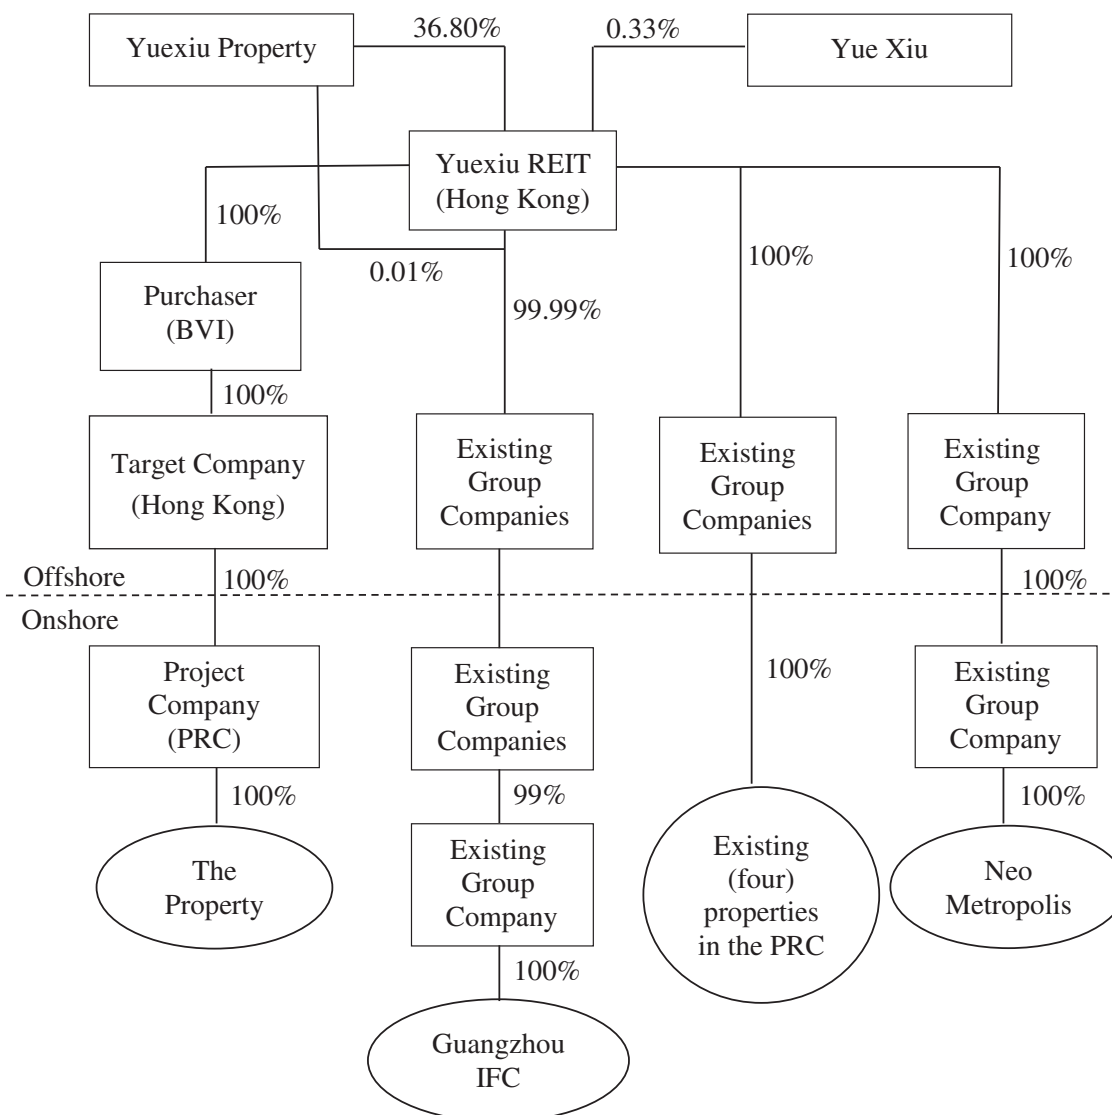 36.80%
0.33%
Yuexiu Property
Yue Xiu
Yuexiu REIT
(Hong Kong)
100%
0.01%
100%
100%
99.99%
Purchaser
(BVI)
100%
Target Company
(Hong Kong)
Existing
Group
Companies
Existing
Group
Companies
Existing
Group
Company
Offshore
100%
100%
Onshore
Project
Company
(PRC)
Existing
Group
Companies
100%
Existing
Group
Company
100%
99%
100%
The
Property
Existing
Group
Company
Existing
(four)
properties
in the PRC
Neo
Metropolis
100%
Guangzhou
IFC